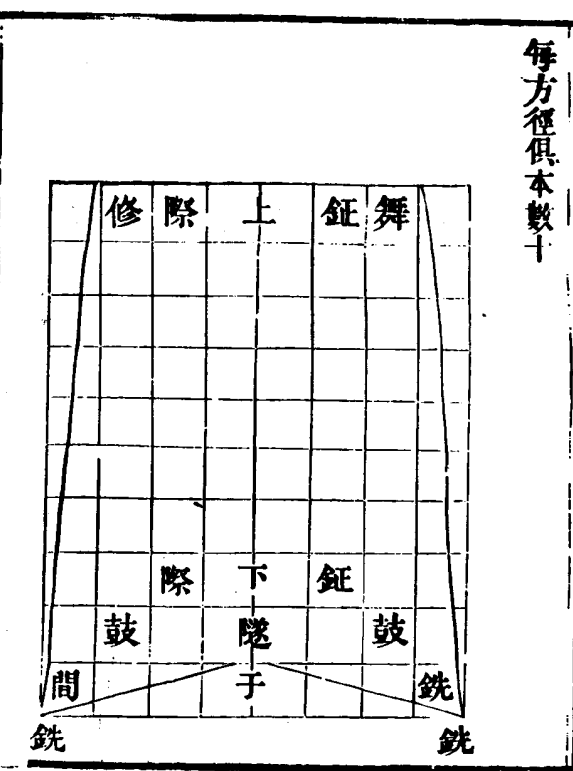 每方徑俱本數十
舞鉦上際修
鉦下際
鼓隧鼓
銑于間
銑銑